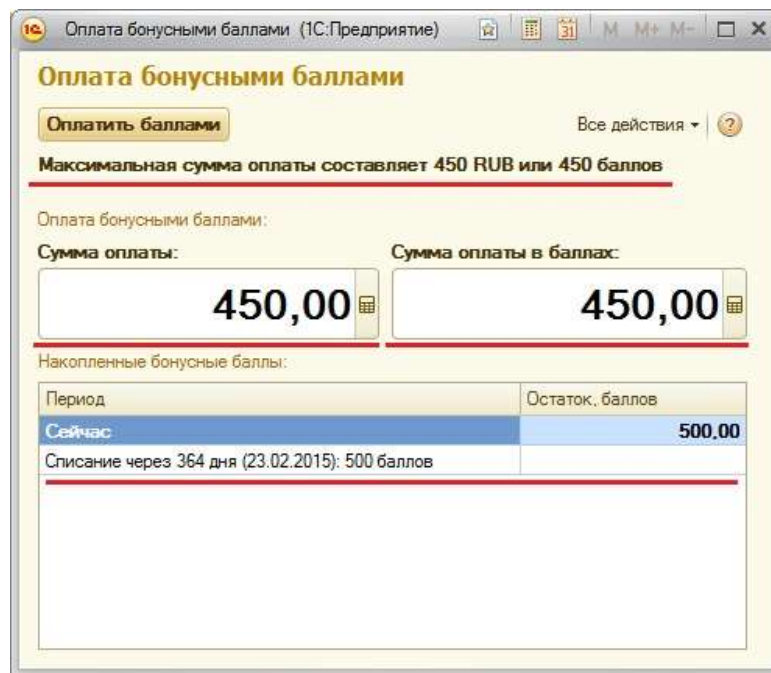 Оплата бонусными баллами (1С:Предприятие)
31 M M+ M-
Оплата бонусными баллами
Оплатить баллами
Все действия
?
Максимальная сумма оплаты составляет 450 RUB или 450 баллов
Оплата бонусными баллами:
Сумма оплаты: Сумма оплаты в баллах:
450,00 450,00
Накопленные бонусные баллы:
Период Остаток, баллов
Сейчас 500,00
Списание через 364 дня (23.02.2015): 500 баллов